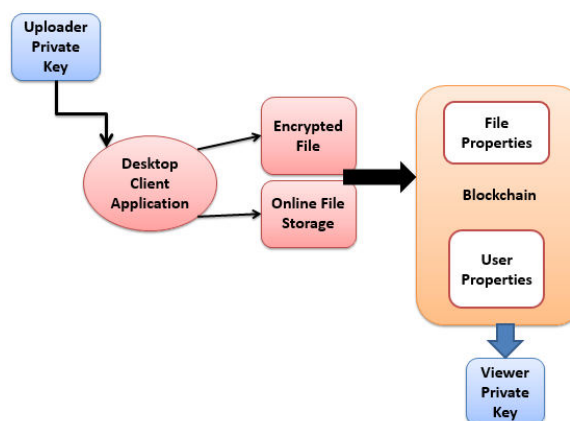 Uploader
Private
Key
Desktop
Client
Application
Encrypted
File
Online File
Storage
File
Properties
Blockchain
User
Properties
Viewer
Private
Key